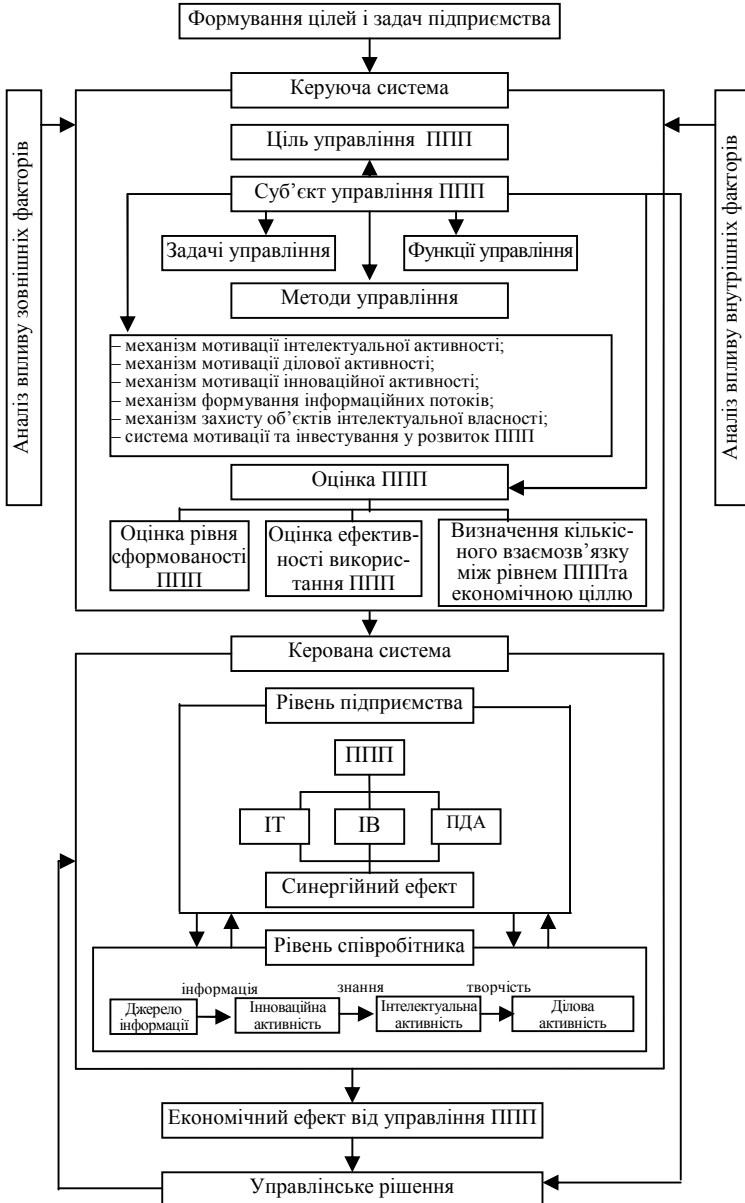 Формування цілей і задач підприємства
Керуюча система
Аналіз впливу зовнішніх факторів
Аналіз впливу внутрішніх факторів
Ціль управління ППП
Суб’єкт управління ППП
Задачі управління
Функції управління
Методи управління
– механізм мотивації інтелектуальної активності;
– механізм мотивації ділової активності;
– механізм мотивації інноваційної активності;
– механізм формування інформаційних потоків;
– механізм захисту об’єктів інтелектуальної власності;
– система мотивації та інвестування у розвиток ППП
Оцінка ППП
Оцінка рівня
сформованості
ППП
Оцінка ефектив-
ності викорис-
тання ППП
Визначення кількіс-
ного взаємозв’язку
між рівнем ПППта
економічною ціллю
Керована система
Рівень підприємства
ППП
ІТ
ІВ
ПДА
Синергійний ефект
Рівень співробітника
інформація
знання
творчість
Джерело
інформації
Інноваційна
активність
Інтелектуальна
активність
Ділова
активність
Економічний ефект від управління ППП
Управлінське рішення